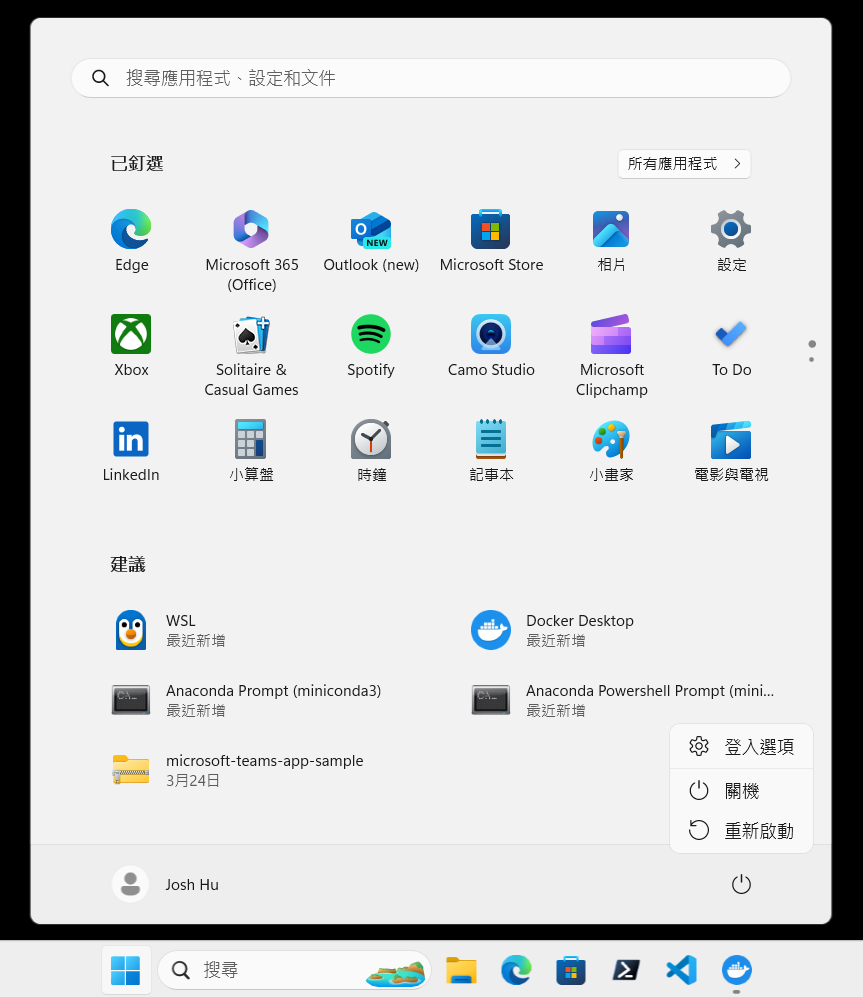 搜尋應用程式、設定和文件
已釘選
所有應用程式
Edge
Microsoft 365
(Office)
Outlook (new)
Microsoft Store
相片
設定
Xbox
Solitaire &
Casual Games
Spotify
Camo Studio
Microsoft
Clipchamp
To Do
LinkedIn
小算盤
時鐘
記事本
小畫家
電影與電視
建議
WSL
最近新增
Docker Desktop
最近新增
Anaconda Prompt (miniconda3)
最近新增
Anaconda Powershell Prompt (mini...
最近新增
microsoft-teams-app-sample
3月24日
登入選項
關機
重新啟動
Josh Hu
搜尋